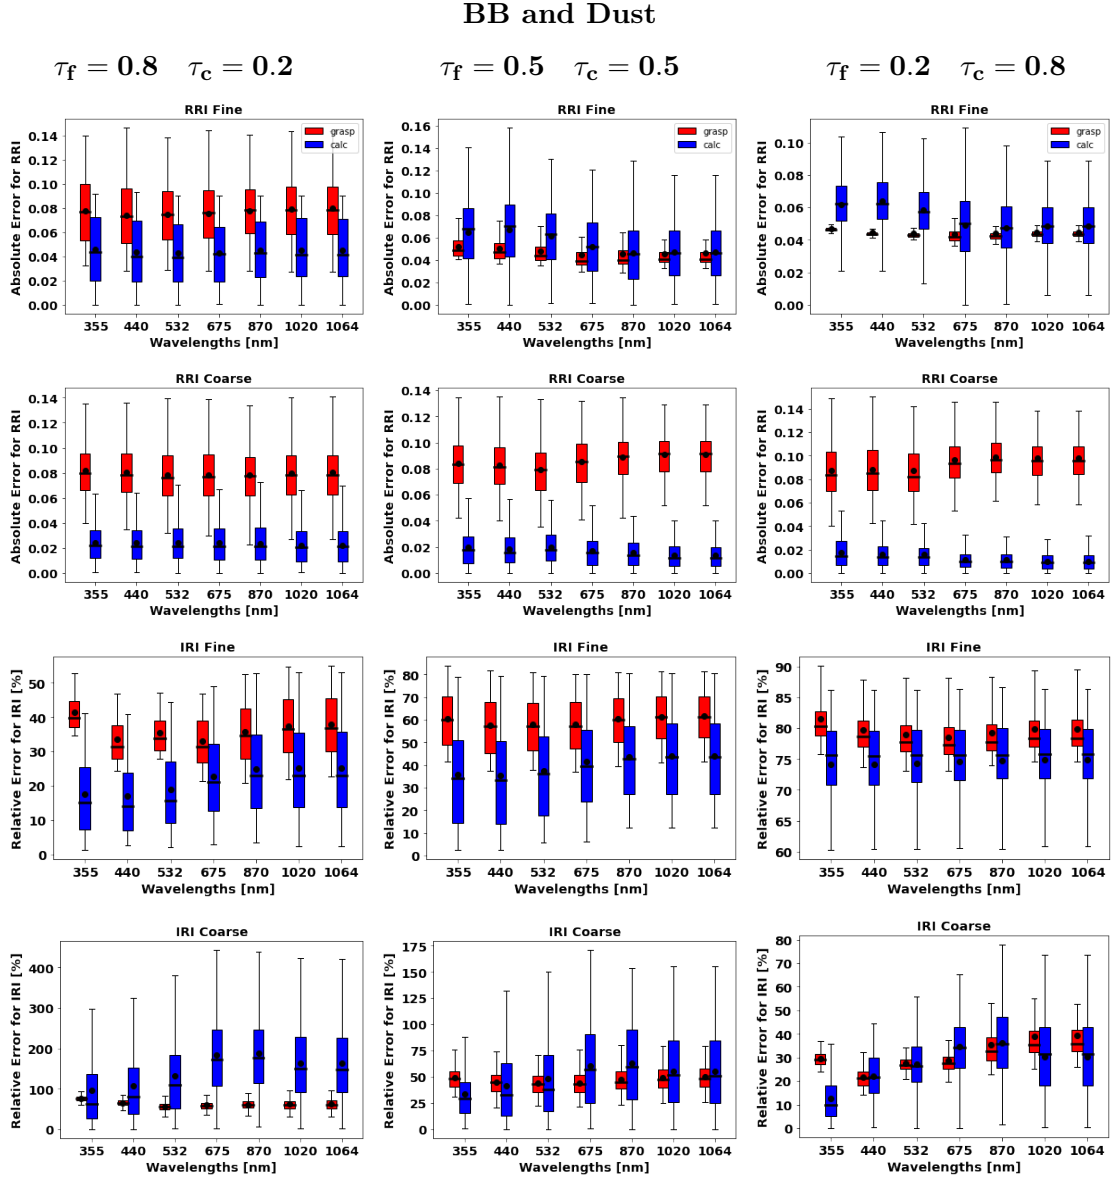 BB and Dust
τf = 0.8 τc = 0.2
τf = 0.5 τc = 0.5
τf = 0.2 τc = 0.8
RRI Fine
Absolute Error for RRI
0.14
0.12
0.10
0.08
0.06
0.04
0.02
0.00
grasp
calc
355 440 532 675 870 1020 1064
Wavelengths [nm]
RRI Fine
Absolute Error for RRI
0.16
0.14
0.12
0.10
0.08
0.06
0.04
0.02
0.00
grasp
calc
355 440 532 675 870 1020 1064
Wavelengths [nm]
RRI Fine
Absolute Error for RRI
0.10
0.08
0.06
0.04
0.02
0.00
grasp
calc
355 440 532 675 870 1020 1064
Wavelengths [nm]
RRI Coarse
Absolute Error for RRI
0.14
0.12
0.10
0.08
0.06
0.04
0.02
0.00
355 440 532 675 870 1020 1064
Wavelengths [nm]
RRI Coarse
Absolute Error for RRI
0.14
0.12
0.10
0.08
0.06
0.04
0.02
0.00
355 440 532 675 870 1020 1064
Wavelengths [nm]
RRI Coarse
Absolute Error for RRI
0.14
0.12
0.10
0.08
0.06
0.04
0.02
0.00
355 440 532 675 870 1020 1064
Wavelengths [nm]
IRI Fine
Relative Error for IRI [%]
50
40
30
20
10
0
355 440 532 675 870 1020 1064
Wavelengths [nm]
IRI Fine
Relative Error for IRI [%]
80
70
60
50
40
30
20
10
0
355 440 532 675 870 1020 1064
Wavelengths [nm]
IRI Fine
Relative Error for IRI [%]
90
85
80
75
70
65
60
355 440 532 675 870 1020 1064
Wavelengths [nm]
IRI Coarse
Relative Error for IRI [%]
400
300
200
100
0
355 440 532 675 870 1020 1064
Wavelengths [nm]
IRI Coarse
Relative Error for IRI [%]
175
150
125
100
75
50
25
0
355 440 532 675 870 1020 1064
Wavelengths [nm]
IRI Coarse
Relative Error for IRI [%]
80
70
60
50
40
30
20
10
0
355 440 532 675 870 1020 1064
Wavelengths [nm]